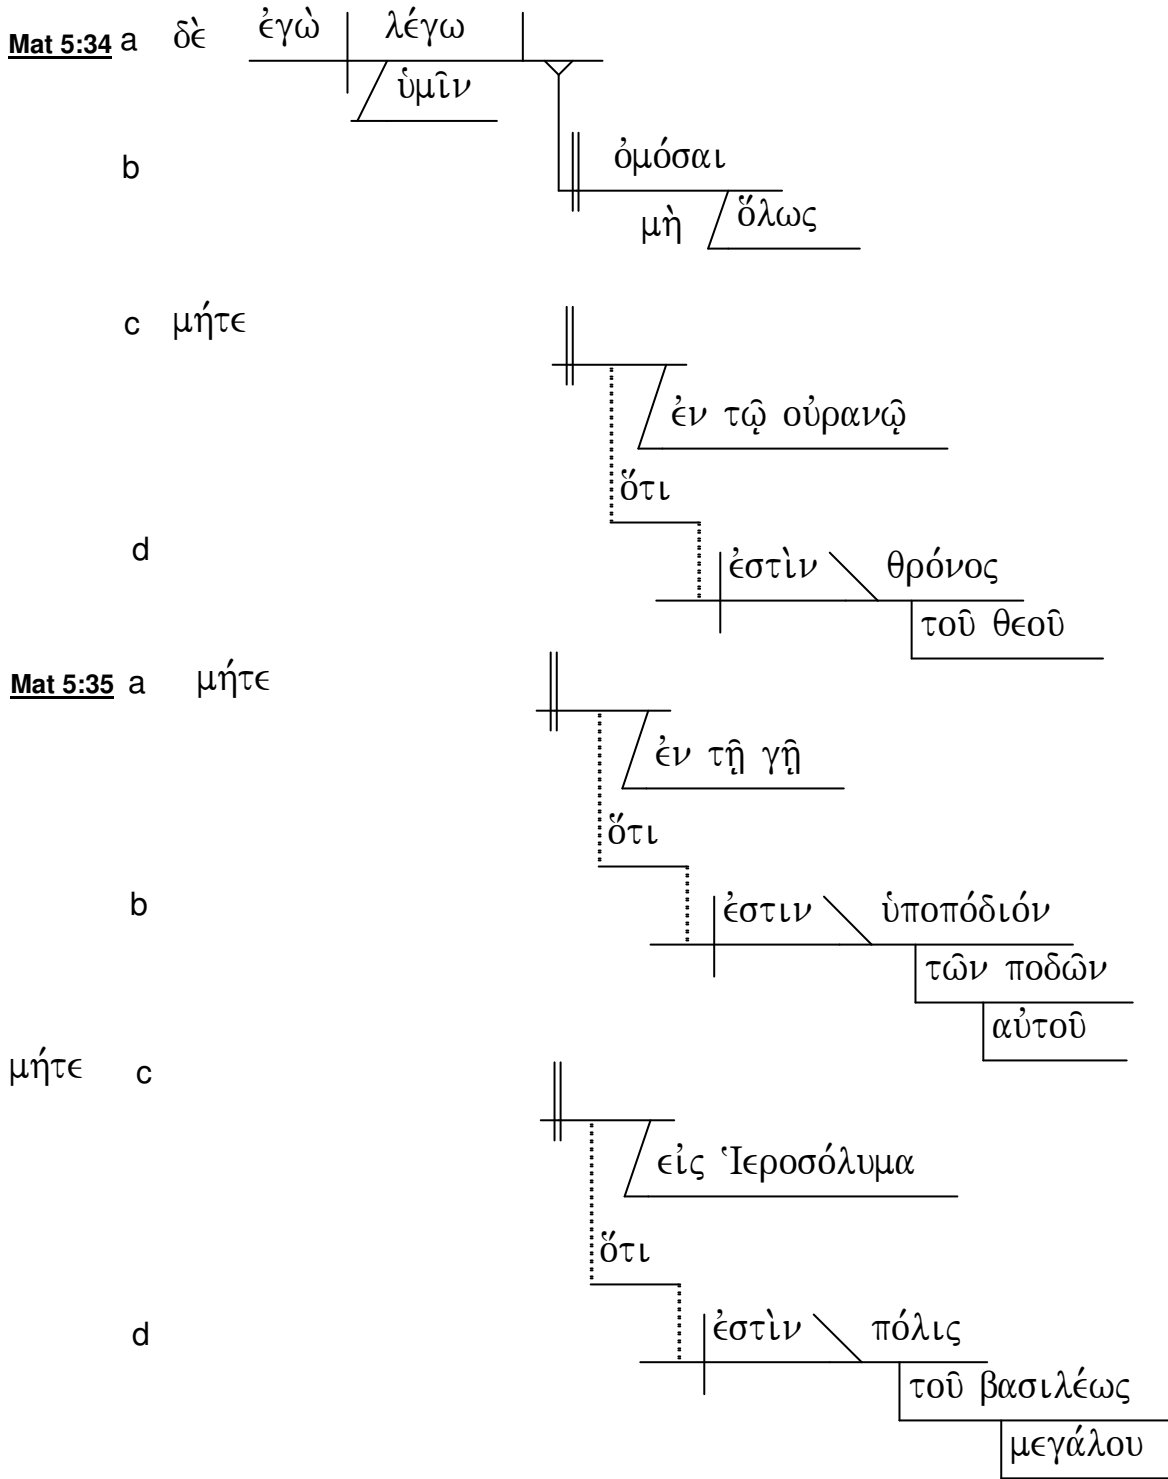 Mat 5:34 a δὲ ἐγὼ λέγω
ὑμῖν
b ὀμόσαι
μὴ ὅλως
c μήτε
ἐν τῷ οὐρανῷ
ὅτι
d ἐστὶν θρόνος
τοῦ θεοῦ
Mat 5:35 a μήτε
ἐν τῇ γῇ
ὅτι
b ἐστιν ὑποπόδιόν
τῶν ποδῶν
αὐτοῦ
μήτε c
εἰς Ἱεροσόλυμα
ὅτι
d ἐστὶν πόλις
τοῦ βασιλέως
μεγάλου